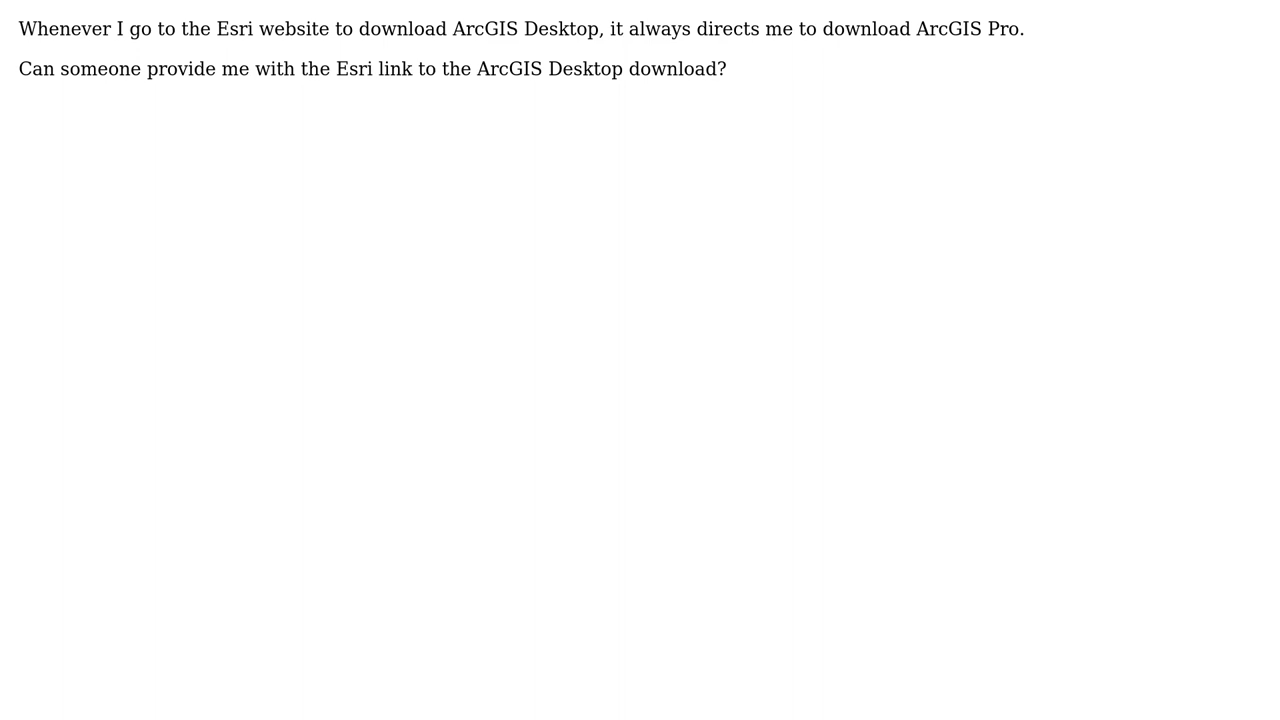 Whenever I go to the Esri website to download ArcGIS Desktop, it always directs me to download ArcGIS Pro.
Can someone provide me with the Esri link to the ArcGIS Desktop download?